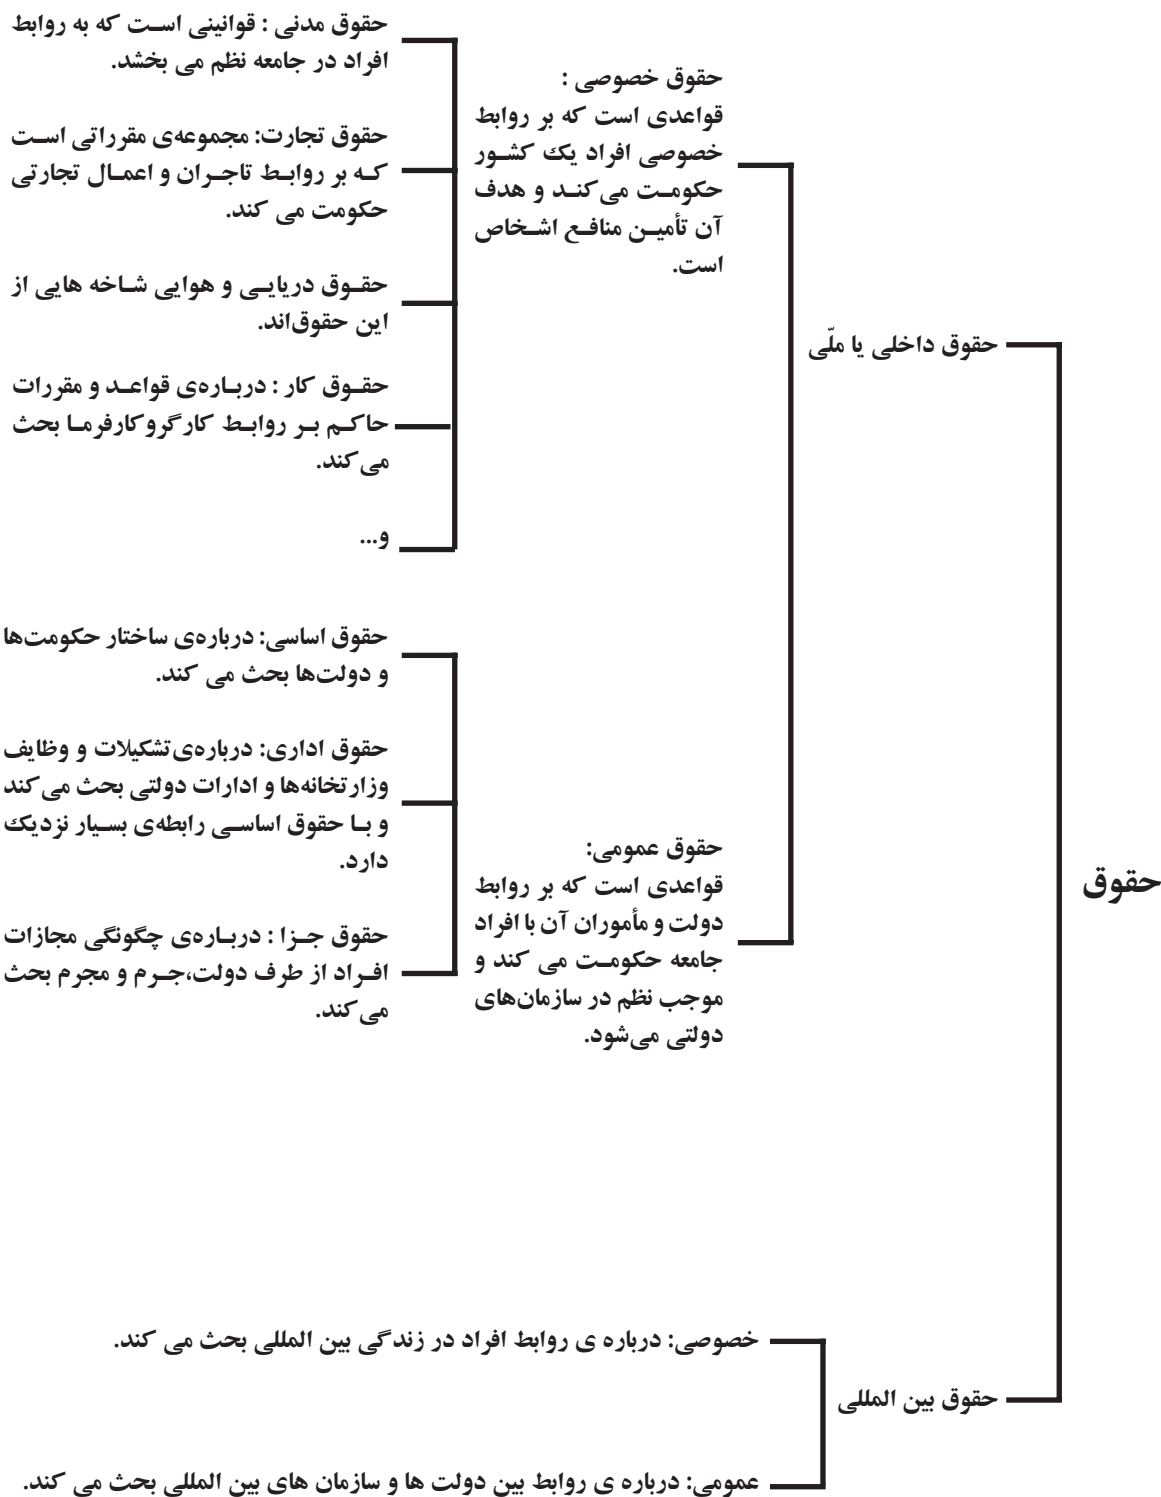 حقوق
حقوق داخلی یا ملّی
حقوق خصوصی :
قواعدی است که بر روابط
خصوصی افراد یک کشور
حکومت می‌کند و هدف
آن تأمین منافع اشخاص
است.
حقوق مدنی : قوانینی است که به روابط
افراد در جامعه نظم می بخشد.
حقوق تجارت: مجموعه‌ی مقرراتی است
که بر روابط تاجران و اعمال تجارتی
حکومت می کند.
حقوق دریایی و هوایی شاخه هایی از
این حقوق‌اند.
حقوق کار : درباره‌ی قواعد و مقررات
حاکم بر روابط کارگروکارفرما بحث
می‌کند.
و...
حقوق عمومی:
قواعدی است که بر روابط
دولت و مأموران آن با افراد
جامعه حکومت می کند و
موجب نظم در سازمان‌های
دولتی می‌شود.
حقوق اساسی: درباره‌ی ساختار حکومت‌ها
و دولت‌ها بحث می کند.
حقوق اداری: درباره‌ی تشکیلات و وظایف
وزارتخانه‌ها و ادارات دولتی بحث می‌کند
و با حقوق اساسی رابطه‌ی بسیار نزدیک
دارد.
حقوق جزا : درباره‌ی چگونگی مجازات
افراد از طرف دولت،جرم و مجرم بحث
می‌کند.
حقوق بین المللی
خصوصی: درباره ی روابط افراد در زندگی بین المللی بحث می کند.
عمومی: درباره ی روابط بین دولت ها و سازمان های بین المللی بحث می کند.